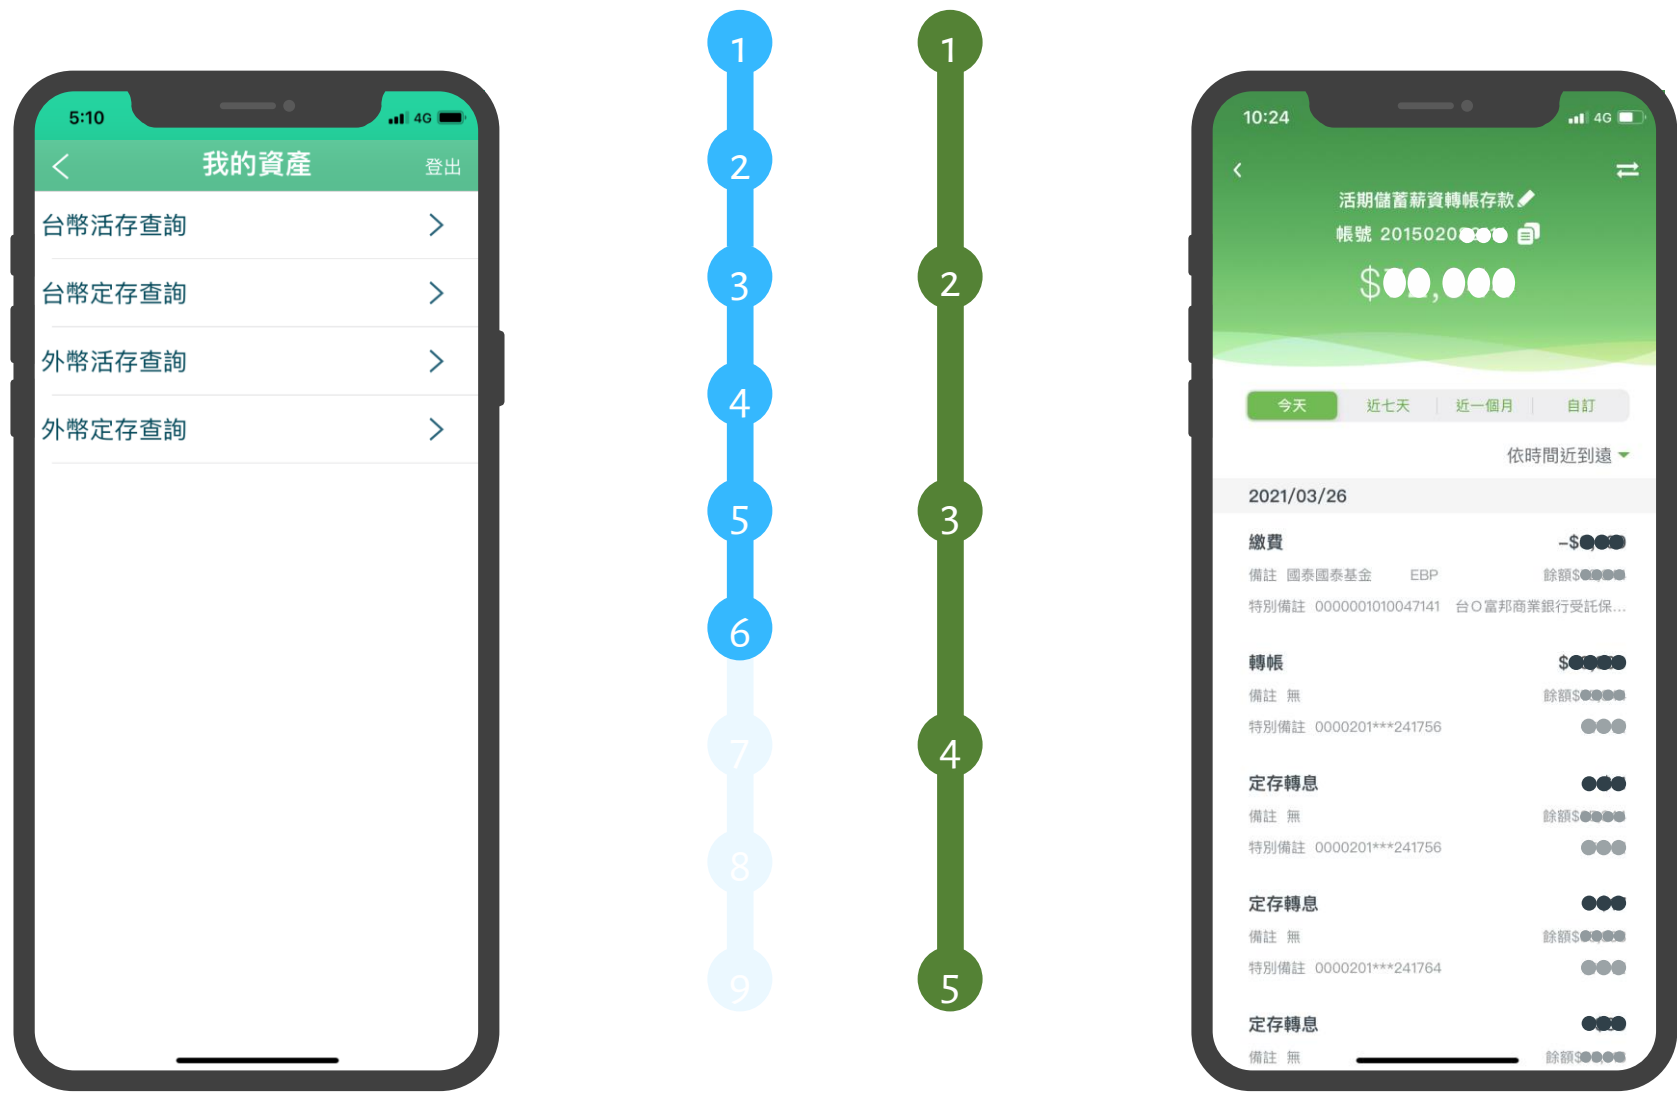 5:10
4G
我的資產
登出
台幣活存查詢
台幣定存查詢
外幣活存查詢
外幣定存查詢
1
2
3
4
5
6
7
8
9
1
2
3
4
5
10:24
4G
活期儲蓄薪資轉帳存款
帳號 20150208
$
今天
近七天
近一個月
自訂
依時間近到遠
2021/03/26
繳費 -$
備註 國泰國泰基金 EBP 餘額$
特別備註 0000001010047141 台O富邦商業銀行受託保...
轉帳 $
備註 無 餘額$
特別備註 0000201***241756
定存轉息
備註 無 餘額$
特別備註 0000201***241756
定存轉息
備註 無 餘額$
特別備註 0000201***241764
定存轉息
備註 無 餘額$